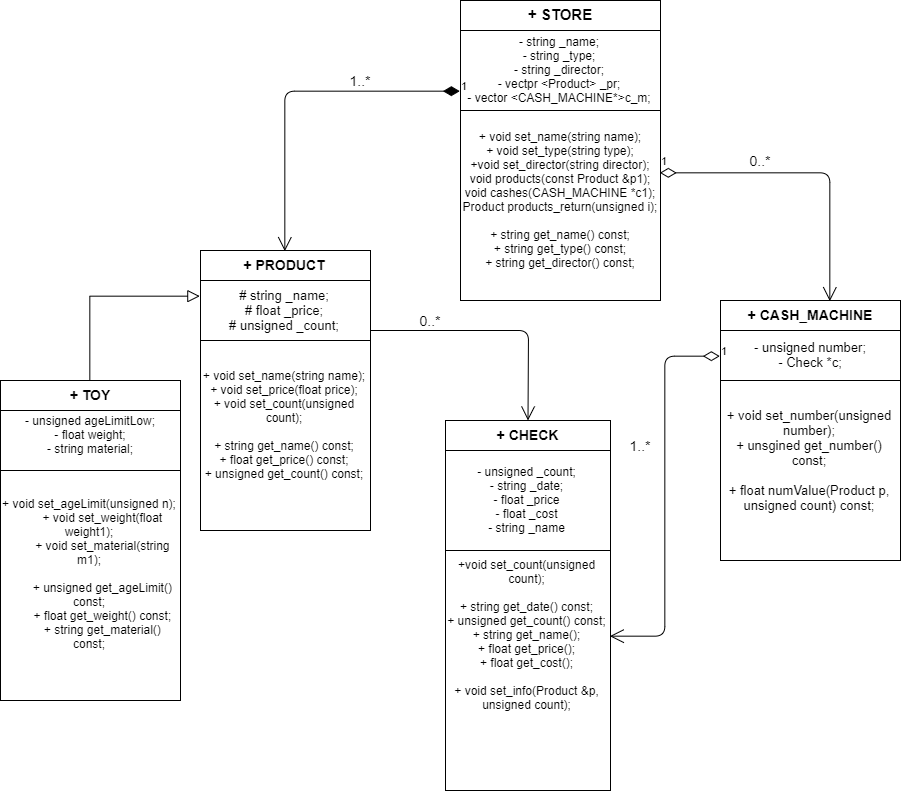 + STORE
- string _name;
- string _type;
- string _director;
- vectpr <Product> _pr;
- vector <CASH_MACHINE*>c_m;
+ void set_name(string name);
+ void set_type(string type);
+void set_director(string director);
void products(const Product &p1);
void cashes(CASH_MACHINE *c1);
Product products_return(unsigned i);
+ string get_name() const;
+ string get_type() const;
+ string get_director() const;
1..*
1
1
0..*
+ PRODUCT
# string _name;
# float _price;
# unsigned _count;
+ void set_name(string name);
+ void set_price(float price);
+ void set_count(unsigned
count);
+ string get_name() const;
+ float get_price() const;
+ unsigned get_count() const;
0..*
+ CASH_MACHINE
- unsigned number;
- Check *c;
+ void set_number(unsigned
number);
+ unsgined get_number()
const;
+ float numValue(Product p,
unsigned count) const;
1
1..*
+ TOY
- unsigned ageLimitLow;
- float weight;
- string material;
+ void set_ageLimit(unsigned n);
+ void set_weight(float
weight1);
+ void set_material(string
m1);
+ unsigned get_ageLimit()
const;
+ float get_weight() const;
+ string get_material()
const;
+ CHECK
- unsigned _count;
- string _date;
- float _price
- float _cost
- string _name
+void set_count(unsigned
count);
+ string get_date() const;
+ unsigned get_count() const;
+ string get_name();
+ float get_price();
+ float get_cost();
+ void set_info(Product &p,
unsigned count);